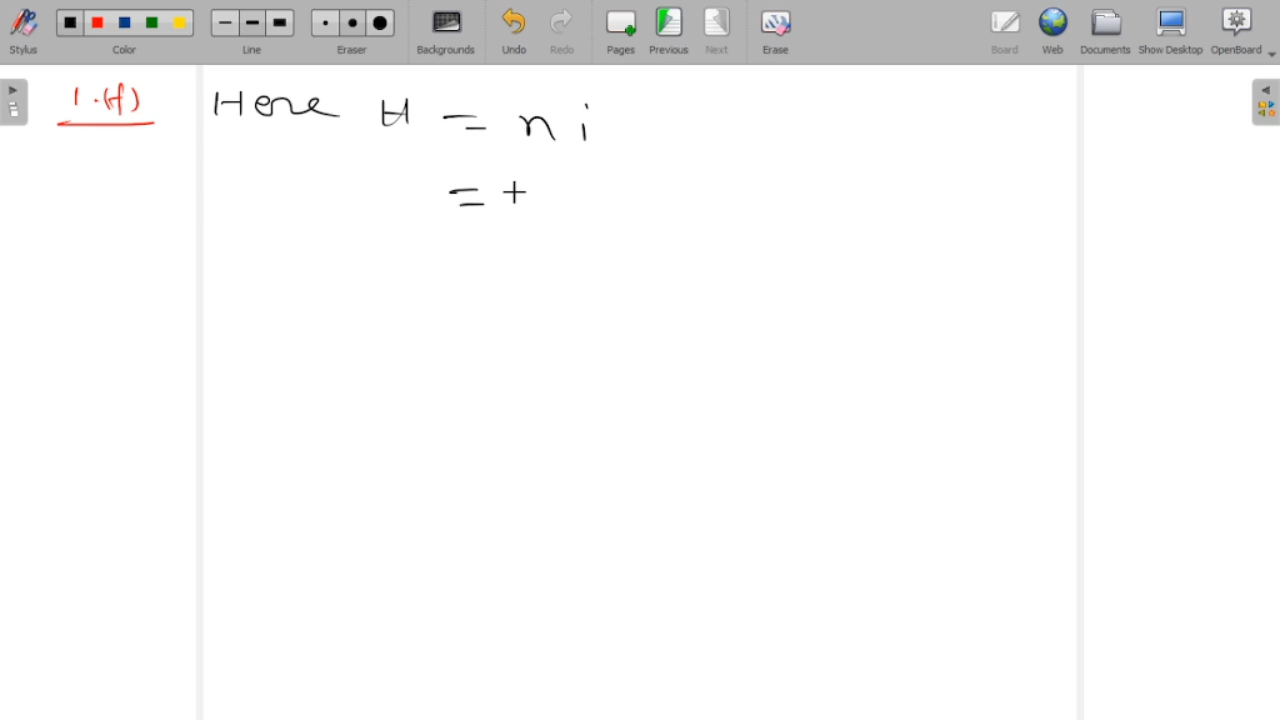 Stylus
Color
Line
Eraser
Backgrounds
Undo
Redo
Pages
Previous
Next
Erase
Board
Web
Documents
Show Desktop
OpenBoard
1.(f)
Here H = n i
= +